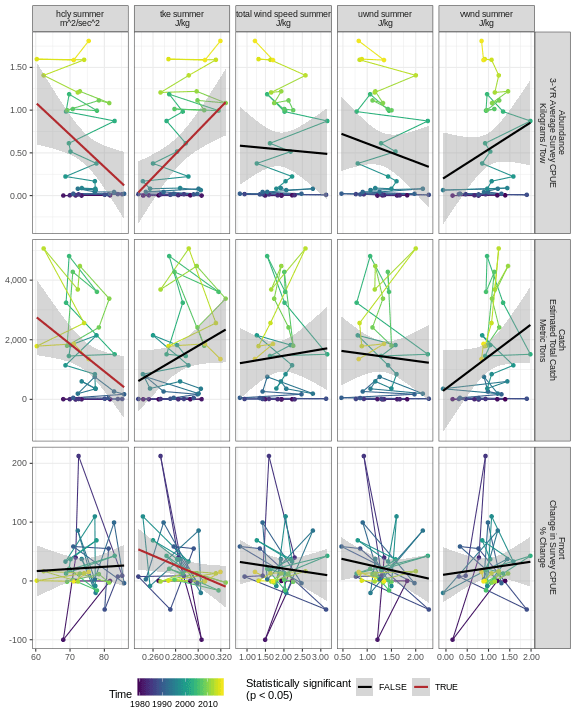 hcly summer
m^2/sec^2
tke summer
J/kg
total wind speed summer
J/kg
uwnd summer
J/kg
vwnd summer
J/kg
1.50
1.00
0.50
0.00
Abundance
3-YR Average Survey CPUE
Kilograms / Tow
4,000
2,000
0
Catch
Estimated Total Catch
Metric Tons
200
100
0
-100
Fmort
Change in Survey CPUE
% Change
60 70 80
0.260 0.280 0.300 0.320
1.00 1.50 2.00 2.50 3.00
0.50 1.00 1.50 2.00
0.00 0.50 1.00 1.50 2.00
Time
1980 1990 2000 2010
Statistically significant
(p < 0.05)
FALSE
TRUE